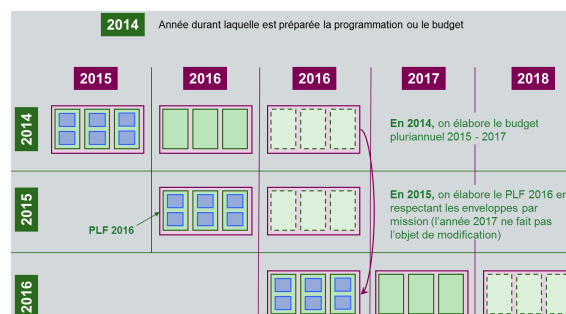 2014 Année durant laquelle est préparée la programmation ou le budget
2015 2016 2016 2017 2018
2014
En 2014, on élabore le budget
pluriannuel 2015 - 2017
2015
En 2015, on élabore le PLF 2016 en
respectant les enveloppes par
mission (l'année 2017 ne fait pas
l'objet de modification)
PLF 2016
2016